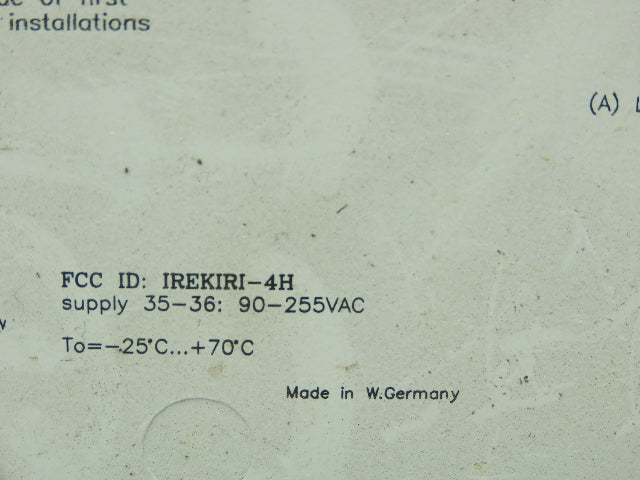 installations
(A)
FCC ID: IREKIRI-4H
supply 35-36: 90-255VAC
To=-25°C...+70°C
Made in W.Germany